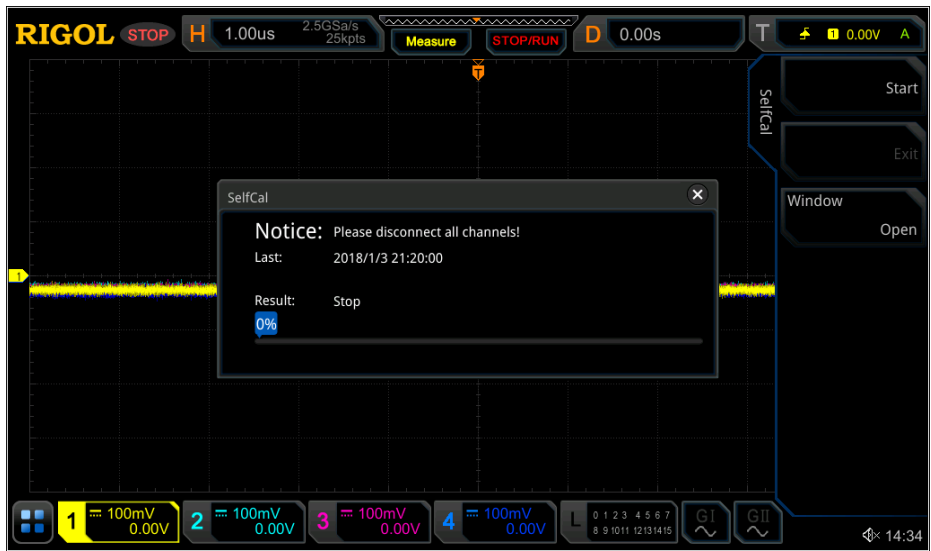 RIGOL STOP H 1.00us 2.5GSa/s 25kpts Measure STOP/RUN D 0.00s T 1 0.00V A
T
SelfCal
Start
Exit
Window
Open
SelfCal
Notice: Please disconnect all channels!
Last: 2018/1/3 21:20:00
Result: Stop
0%
1
1 100mV 0.00V
2 100mV 0.00V
3 100mV 0.00V
4 100mV 0.00V
L 0 1 2 3 4 5 6 7
8 9 10 11 12 13 14 15
GI
GII
14:34